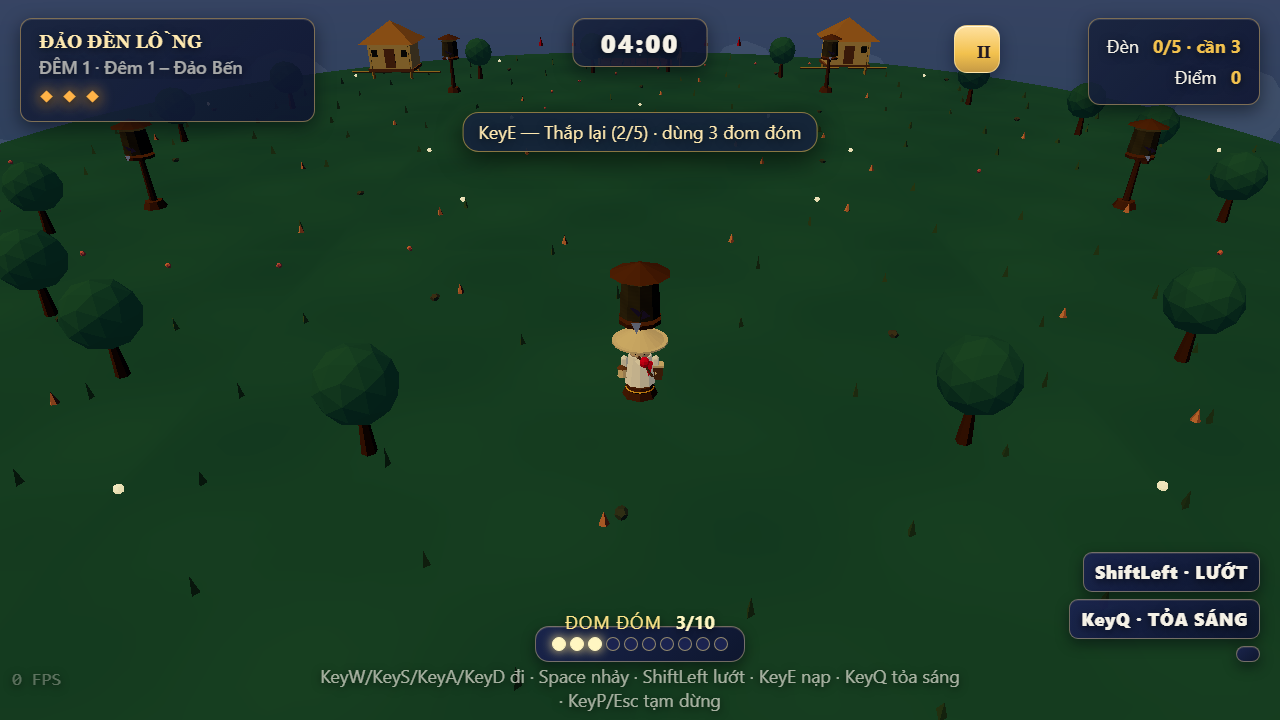 ĐẢO ĐÈN LỒNG
ĐÊM 1 · Đêm 1 – Đảo Bến
04:00
II
Đèn 0/5 · cần 3
Điểm 0
KeyE — Thắp lại (2/5) · dùng 3 đom đóm
ShiftLeft · LƯỚT
KeyQ · TỎA SÁNG
ĐOM ĐÓM 3/10
0 FPS
KeyW/KeyS/KeyA/KeyD đi · Space nhảy · ShiftLeft lướt · KeyE nạp · KeyQ tỏa sáng
· KeyP/Esc tạm dừng